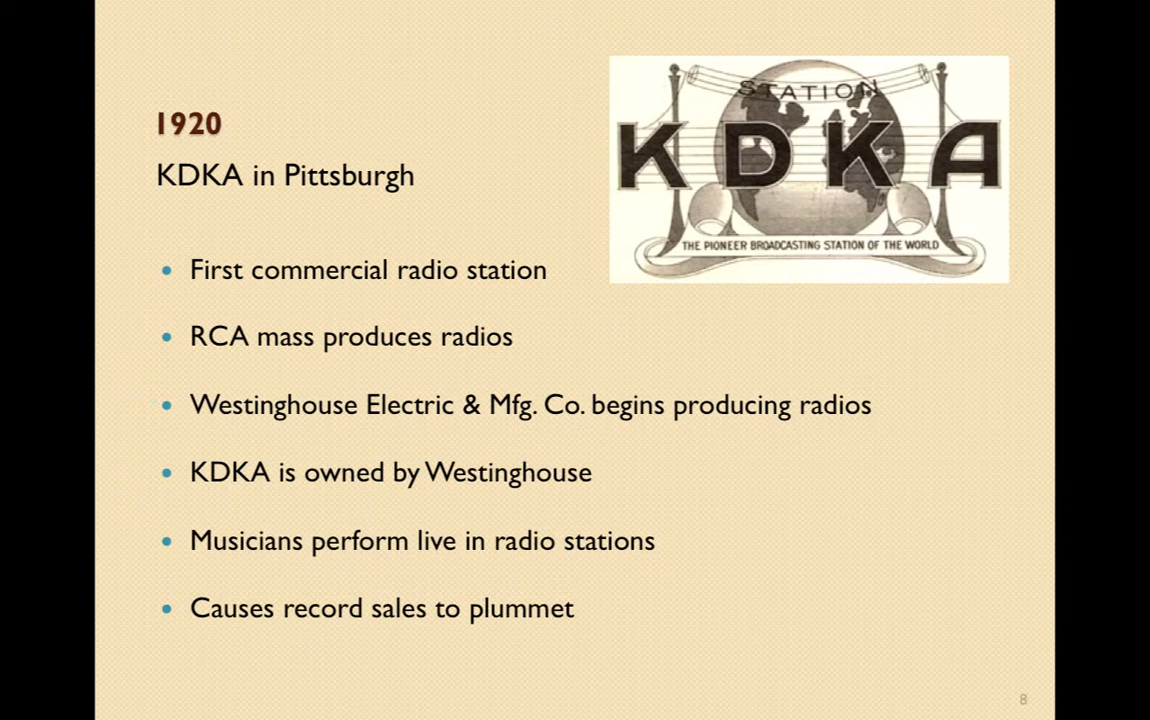 1920
KDKA in Pittsburgh
STATION
KDKA
THE PIONEER BROADCASTING STATION OF THE WORLD
• First commercial radio station
• RCA mass produces radios
• Westinghouse Electric & Mfg. Co. begins producing radios
• KDKA is owned by Westinghouse
• Musicians perform live in radio stations
• Causes record sales to plummet
8